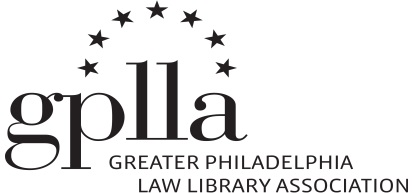 gplla
GREATER PHILADELPHIA
LAW LIBRARY ASSOCIATION